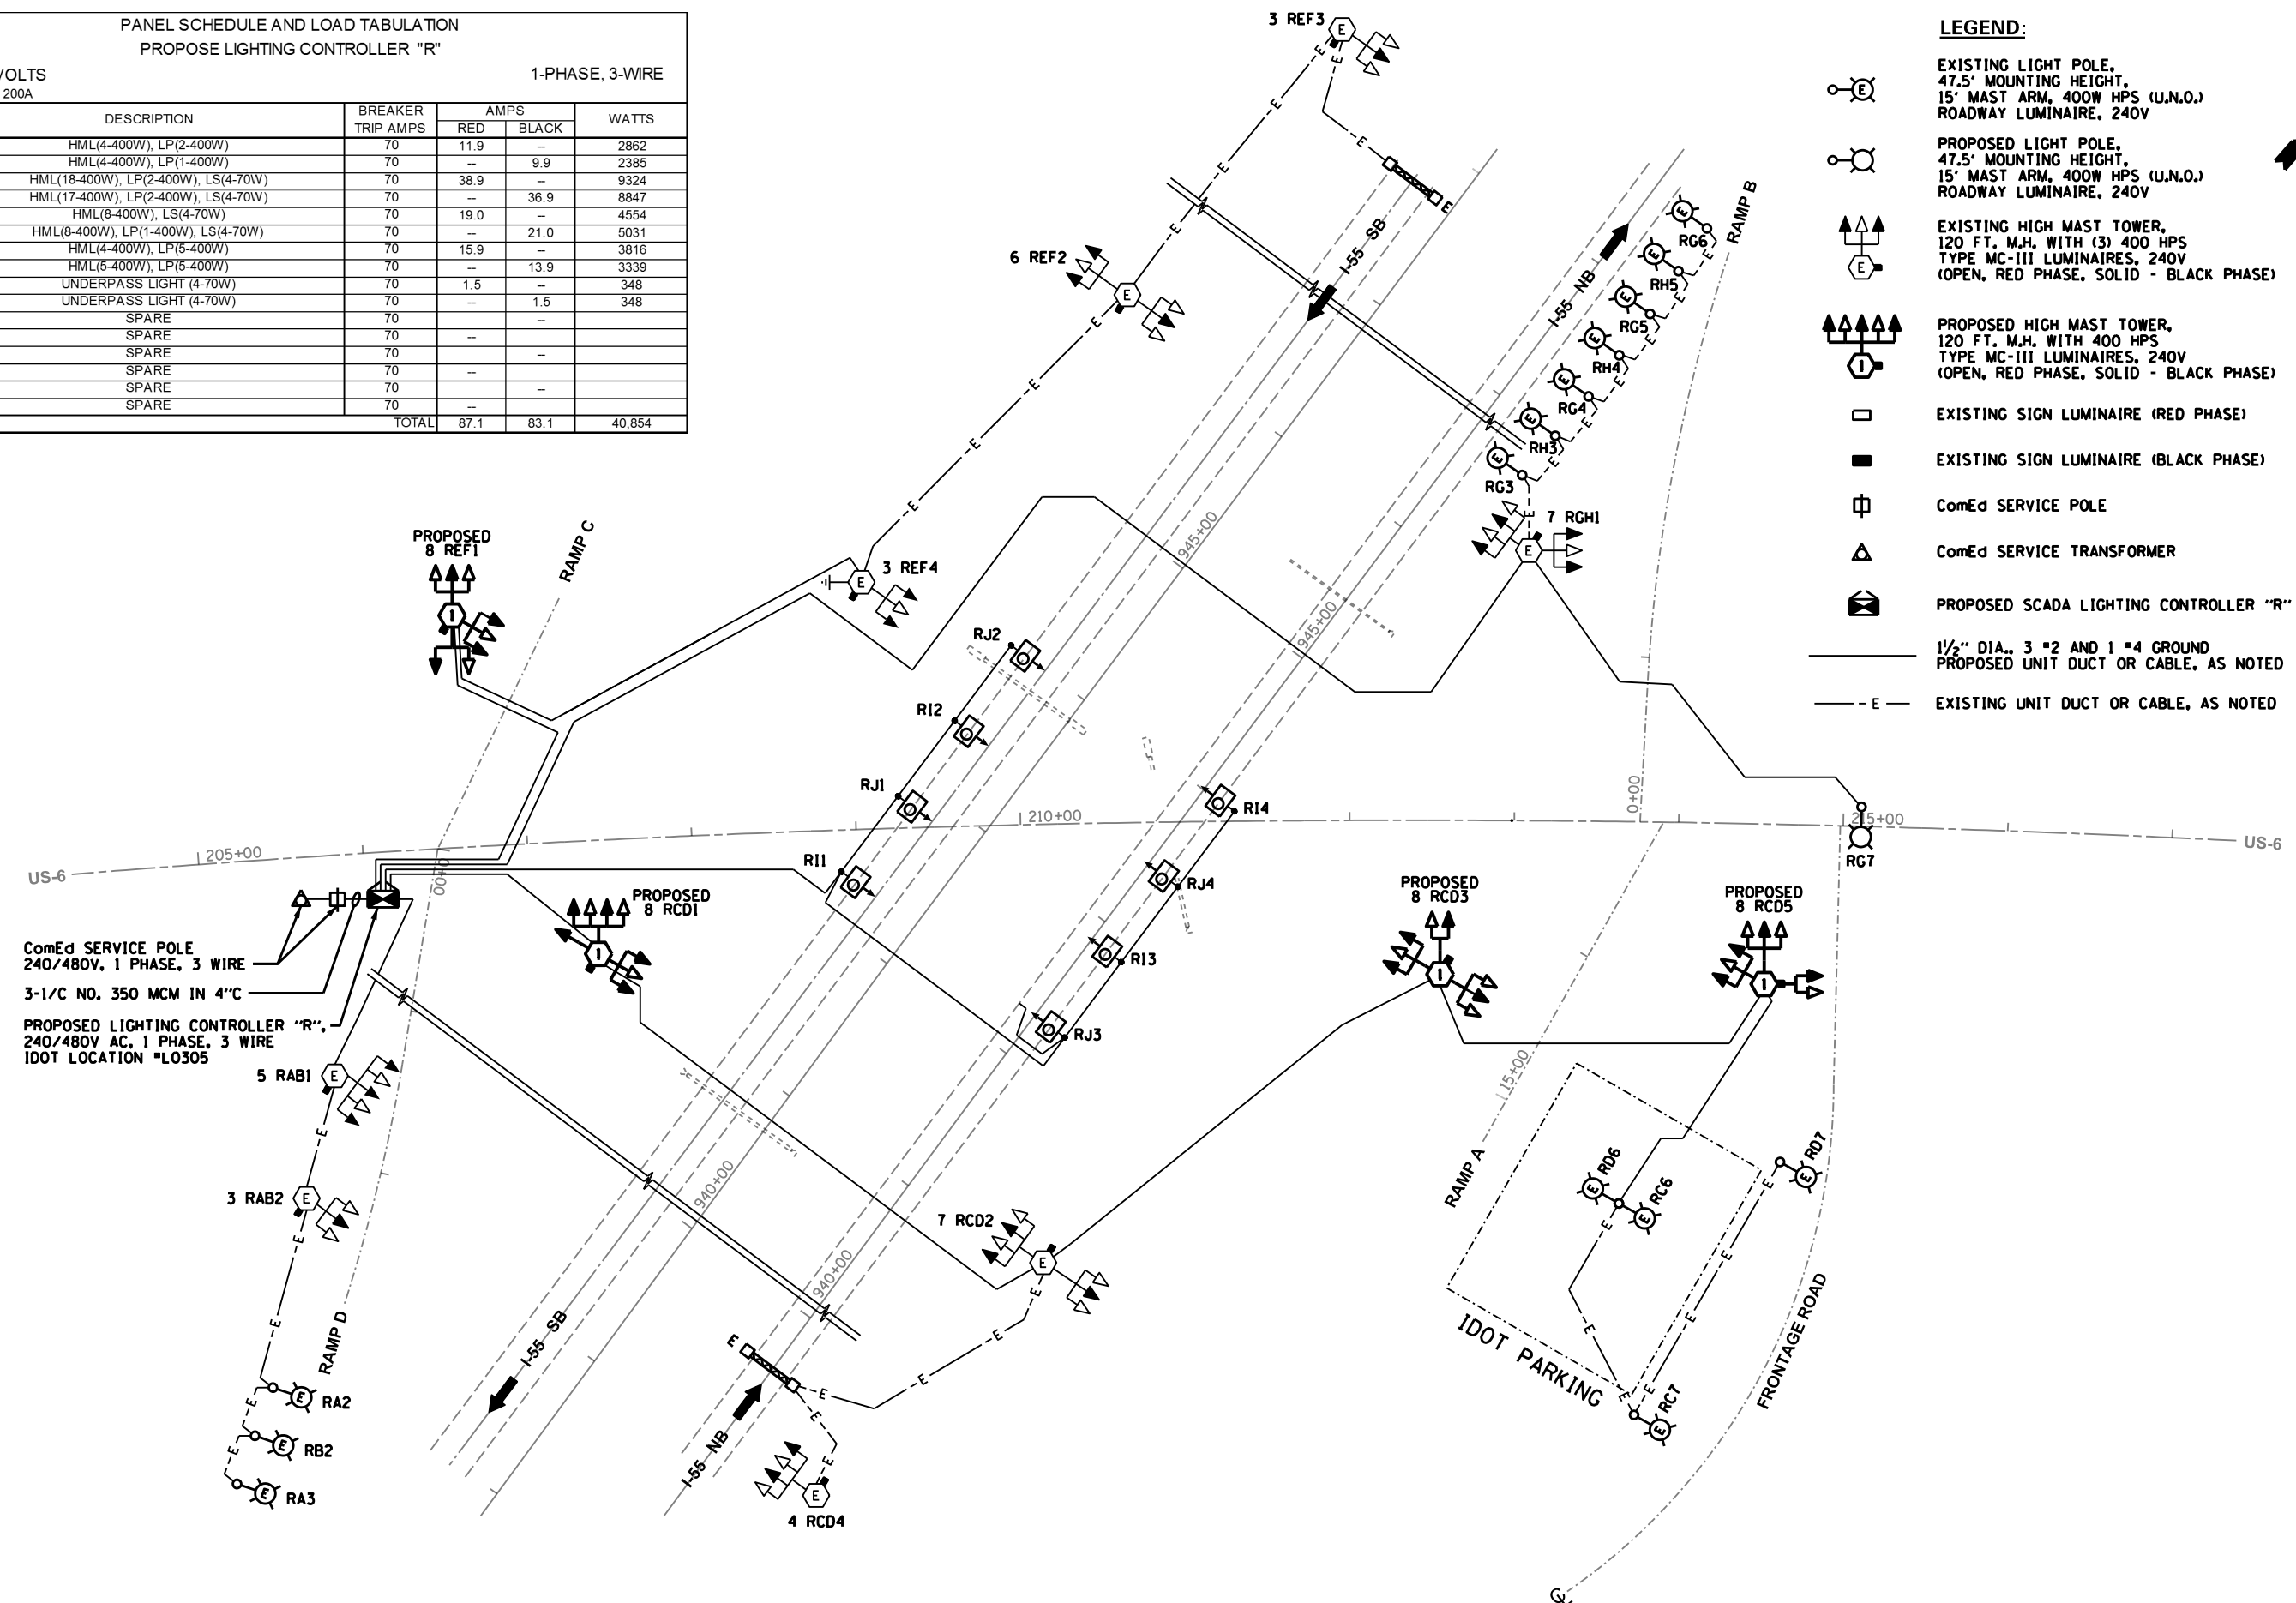 PANEL SCHEDULE AND LOAD TABULATION
PROPOSE LIGHTING CONTROLLER "R"
VOLTS 1-PHASE, 3-WIRE
200A
DESCRIPTION BREAKER TRIP AMPS AMPS RED BLACK WATTS
HML(4-400W), LP(2-400W) 70 11.9 -- 2862
HML(4-400W), LP(1-400W) 70 -- 9.9 2385
HML(18-400W), LP(2-400W), LS(4-70W) 70 38.9 -- 9324
HML(17-400W), LP(2-400W), LS(4-70W) 70 -- 36.9 8847
HML(8-400W), LS(4-70W) 70 19.0 -- 4554
HML(8-400W), LP(1-400W), LS(4-70W) 70 -- 21.0 5031
HML(4-400W), LP(5-400W) 70 15.9 -- 3816
HML(5-400W), LP(5-400W) 70 -- 13.9 3339
UNDERPASS LIGHT (4-70W) 70 1.5 -- 348
UNDERPASS LIGHT (4-70W) 70 -- 1.5 348
SPARE 70 --
SPARE 70 --
SPARE 70 --
SPARE 70 --
SPARE 70 --
SPARE 70 --
TOTAL 87.1 83.1 40,854
LEGEND:
EXISTING LIGHT POLE,
47.5' MOUNTING HEIGHT,
15' MAST ARM, 400W HPS (U.N.O.)
ROADWAY LUMINAIRE, 240V
PROPOSED LIGHT POLE,
47.5' MOUNTING HEIGHT,
15' MAST ARM, 400W HPS (U.N.O.)
ROADWAY LUMINAIRE, 240V
EXISTING HIGH MAST TOWER,
120 FT. M.H. WITH (3) 400 HPS
TYPE MC-III LUMINAIRES, 240V
(OPEN, RED PHASE, SOLID - BLACK PHASE)
PROPOSED HIGH MAST TOWER,
120 FT. M.H. WITH 400 HPS
TYPE MC-III LUMINAIRES, 240V
(OPEN, RED PHASE, SOLID - BLACK PHASE)
EXISTING SIGN LUMINAIRE (RED PHASE)
EXISTING SIGN LUMINAIRE (BLACK PHASE)
ComEd SERVICE POLE
ComEd SERVICE TRANSFORMER
PROPOSED SCADA LIGHTING CONTROLLER "R"
1½" DIA., 3 #2 AND 1 #4 GROUND
PROPOSED UNIT DUCT OR CABLE, AS NOTED
EXISTING UNIT DUCT OR CABLE, AS NOTED
3 REF3
6 REF2
I-55 SB
I-55 NB
RAMP B
RG6
RH5
RG5
RH4
RG4
RH3
RG3
7 RGH1
PROPOSED
8 REF1
RAMP C
3 REF4
945+00
945+00
RJ2
RI2
RJ1
RI1
RI4
RJ4
RI3
RJ3
0+00
210+00
215+00
205+00
US-6
US-6
RG7
PROPOSED
8 RCD1
PROPOSED
8 RCD3
PROPOSED
8 RCD5
ComEd SERVICE POLE
240/480V, 1 PHASE, 3 WIRE
3-1/C NO. 350 MCM IN 4"C
PROPOSED LIGHTING CONTROLLER "R",
240/480V AC, 1 PHASE, 3 WIRE
IDOT LOCATION #L0305
5 RAB1
3 RAB2
RAMP D
RA2
RB2
RA3
940+00
940+00
I-55 SB
I-55 NB
7 RCD2
4 RCD4
15+00
RAMP A
RD6
RC6
RD7
RC7
IDOT PARKING
FRONTAGE ROAD